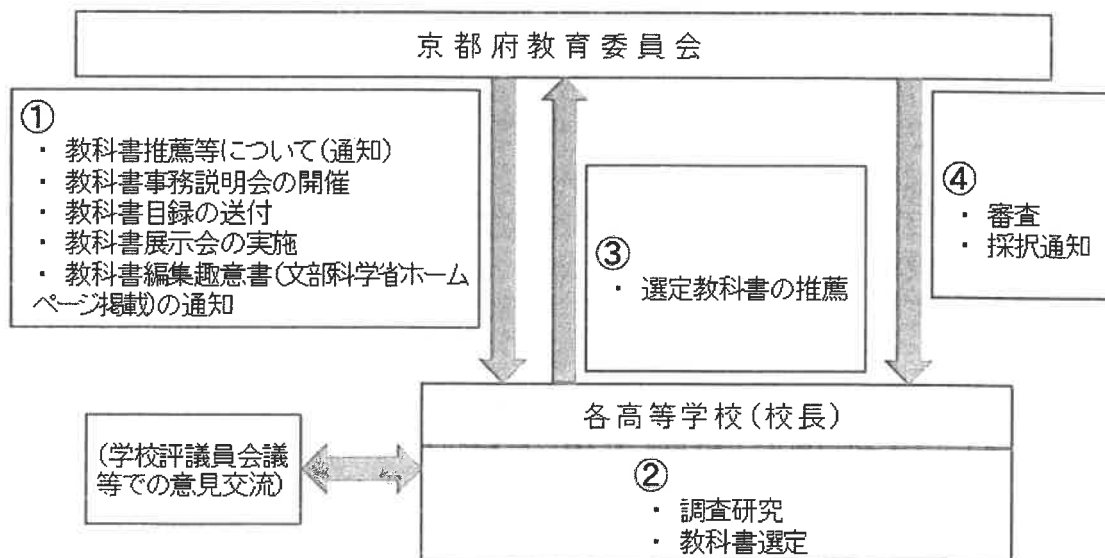 京都府教育委員会
①
・ 教科書推薦等について(通知)
・ 教科書事務説明会の開催
・ 教科書目録の送付
・ 教科書展示会の実施
・ 教科書編集趣意書(文部科学省ホーム
ページ掲載)の通知
③
・ 選定教科書の推薦
④
・ 審査
・ 採択通知
各高等学校(校長)
(学校評議員会議
等での意見交流)
②
・ 調査研究
・ 教科書選定